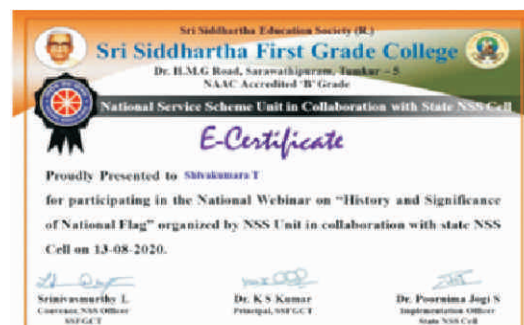 Sri Siddhartha Education Society (R.)
Sri Siddhartha First Grade College
Dr. H.M.G Road, Sarawathipuram, Tumkur - 5
NAAC Accredited 'B' Grade
National Service Scheme Unit in Collaboration with State NSS Cell
E-Certificate
Proudly Presented to Shivakumara T
for participating in the National Webinar on “History and Significance
of National Flag” organized by NSS Unit in collaboration with state NSS
Cell on 13-08-2020.
Srinivasmurthy L
Dr. K S Kumar
Dr. Poornima Jogi S
Convenor, NSS Officer
Principal, SSFGCT
Implementation Officer
SSFGCT
State NSS Cell